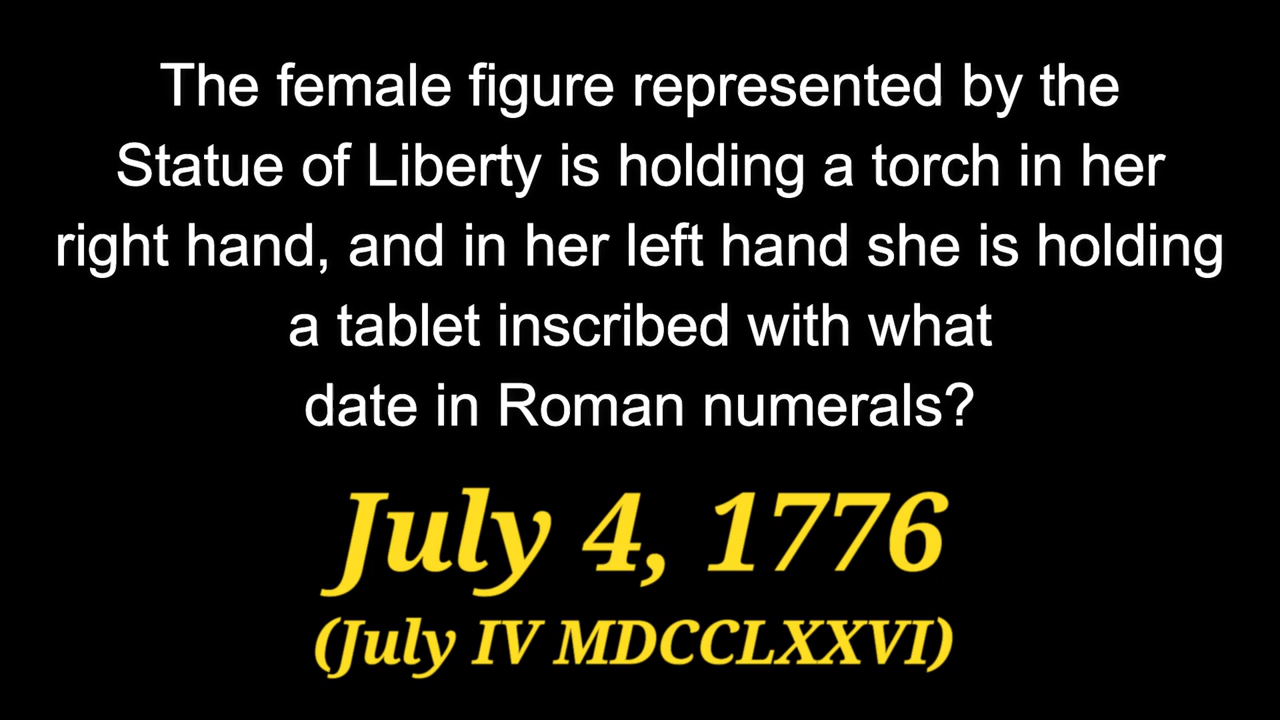 The female figure represented by the
Statue of Liberty is holding a torch in her
right hand, and in her left hand she is holding
a tablet inscribed with what
date in Roman numerals?
July 4, 1776
(July IV MDCCLXXVI)